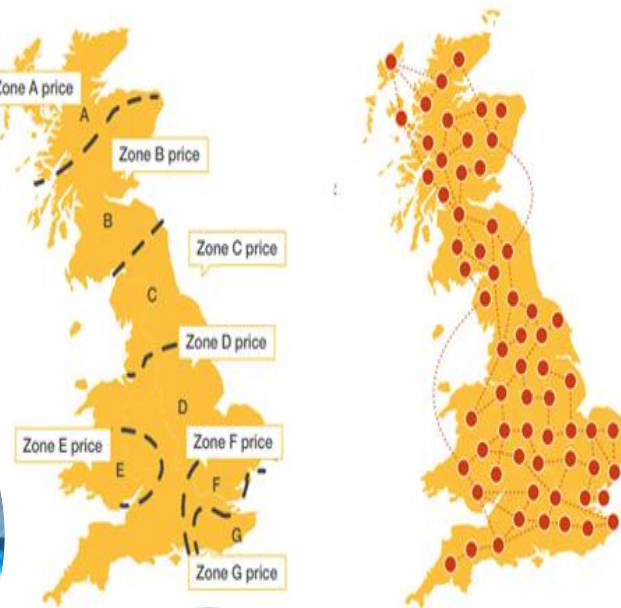 Zone A price
A
Zone B price
B
Zone C price
C
Zone D price
D
Zone E price
Zone F price
E
F
G
Zone G price